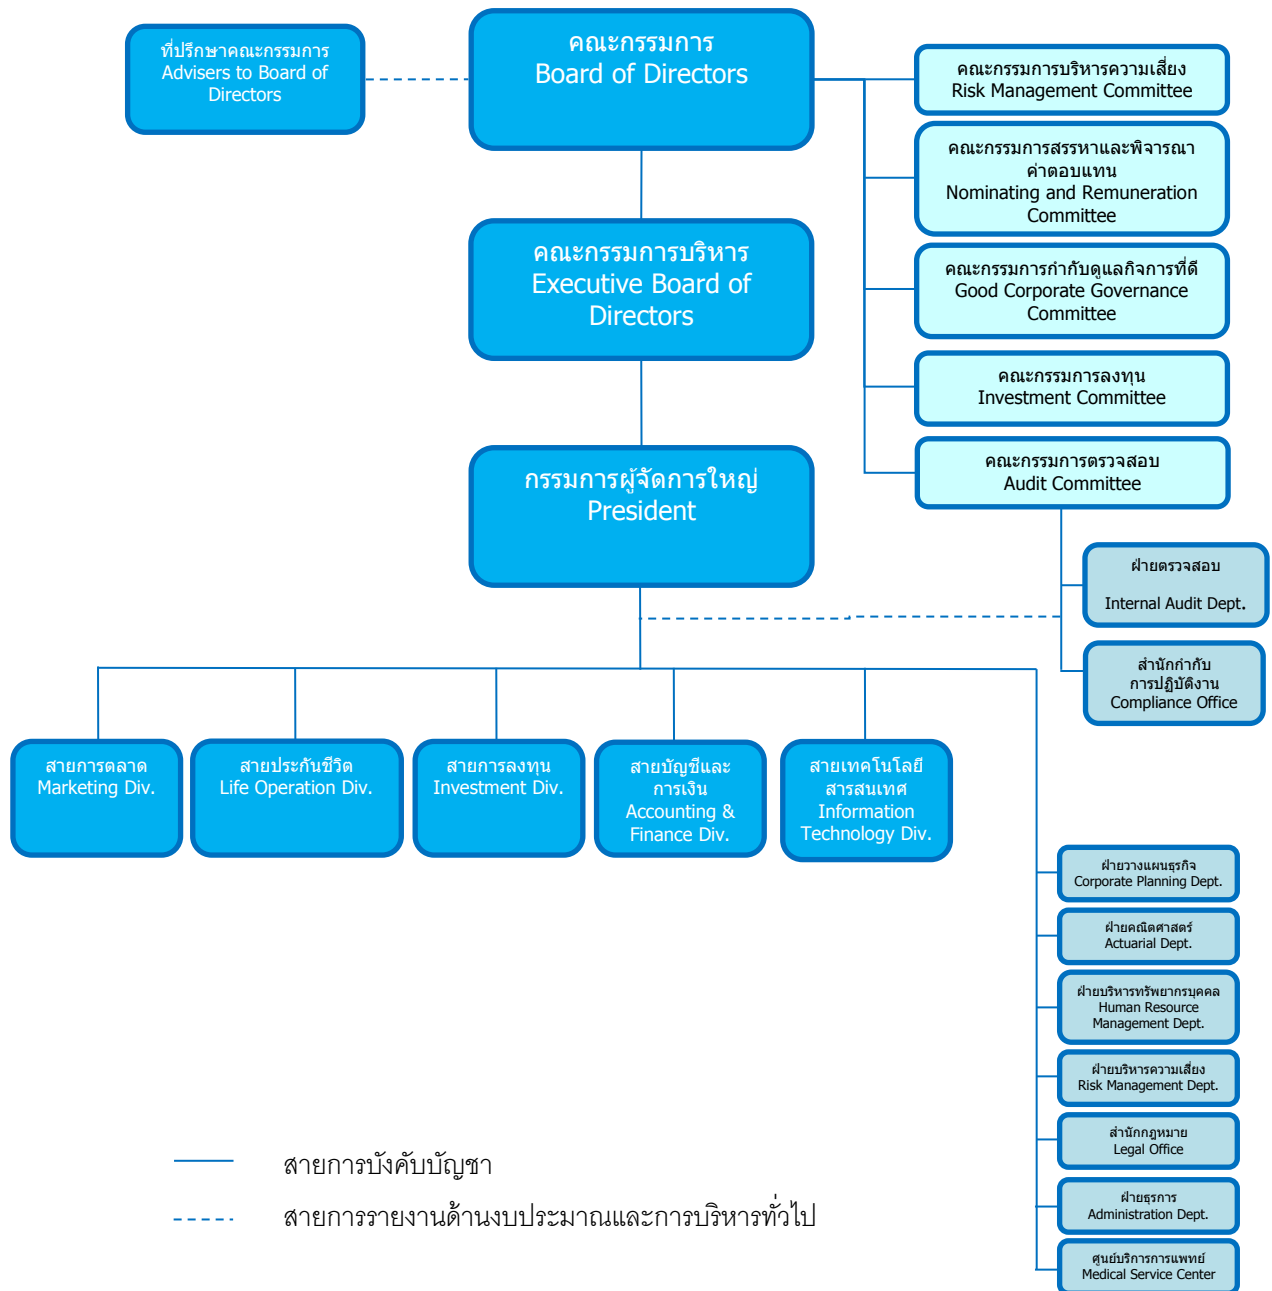 ที่ปรึกษาคณะกรรมการ
Advisers to Board of
Directors
คณะกรรมการ
Board of Directors
คณะกรรมการบริหารความเสี่ยง
Risk Management Committee
คณะกรรมการสรรหาและพิจารณา
ค่าตอบแทน
Nominating and Remuneration
Committee
คณะกรรมการบริหาร
Executive Board of
Directors
คณะกรรมการกำกับดูแลกิจการที่ดี
Good Corporate Governance
Committee
คณะกรรมการลงทุน
Investment Committee
คณะกรรมการตรวจสอบ
Audit Committee
กรรมการผู้จัดการใหญ่
President
ฝ่ายตรวจสอบ
Internal Audit Dept.
สำนักกำกับ
การปฏิบัติงาน
Compliance Office
สายการตลาด
Marketing Div.
สายประกันชีวิต
Life Operation Div.
สายการลงทุน
Investment Div.
สายบัญชีและ
การเงิน
Accounting &
Finance Div.
สายเทคโนโลยี
สารสนเทศ
Information
Technology Div.
ฝ่ายวางแผนธุรกิจ
Corporate Planning Dept.
ฝ่ายคณิตศาสตร์
Actuarial Dept.
ฝ่ายบริหารทรัพยากรบุคคล
Human Resource
Management Dept.
ฝ่ายบริหารความเสี่ยง
Risk Management Dept.
สำนักกฎหมาย
Legal Office
ฝ่ายธุรการ
Administration Dept.
ศูนย์บริการการแพทย์
Medical Service Center
สายการบังคับบัญชา
สายการรายงานด้านงบประมาณและการบริหารทั่วไป